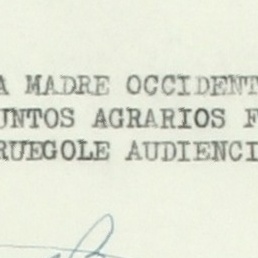 A MADRE OCCIDENT
UNTOS AGRARIOS F
RUEGOLE AUDIENCI